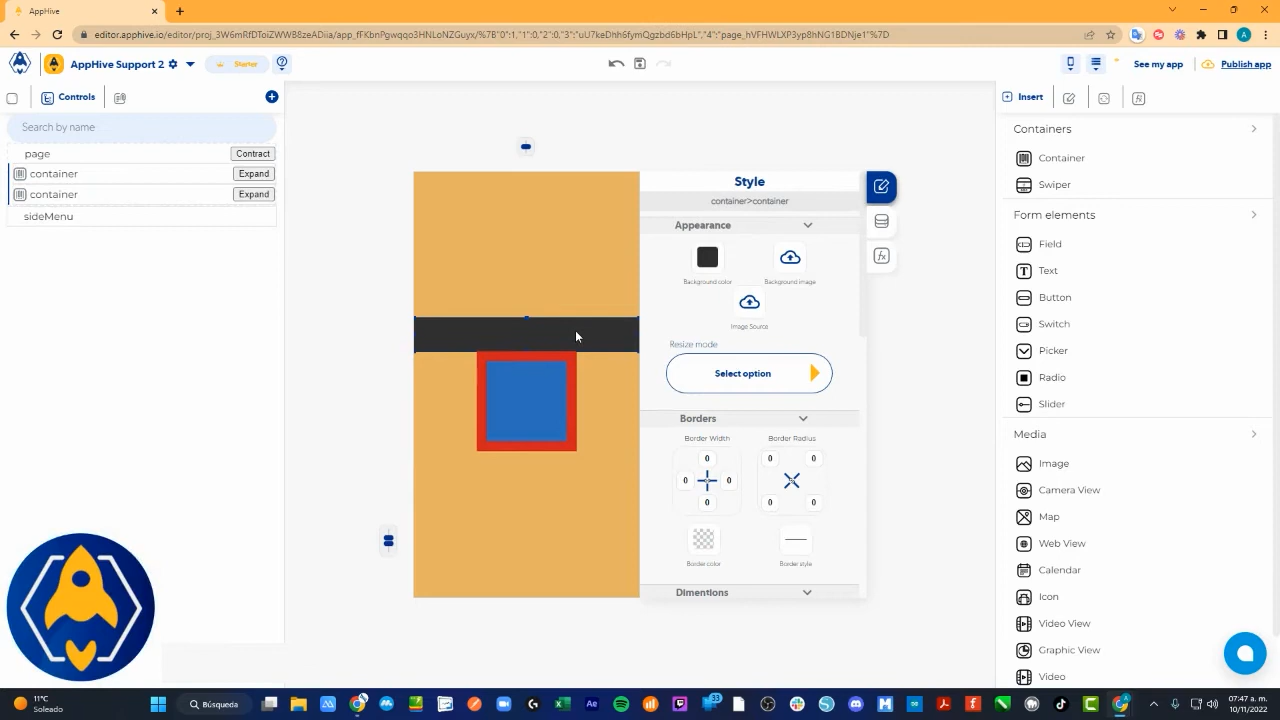 AppHive
editor.apphive.io/editor/proj_3W6mRfDToiZWW88zeADiia/app_fFKbnPgwqqo3HNLoNZGuyx/%7B"0":1,"1":0,"2":0,"3":"uU7keDhh6fymQgzbd6bHpL","4":"page_hVFHWLXP3yp8hNG1BDNje1"%7D
AppHive Support 2
Starter
See my app
Publish app
Controls
Insert
Search by name
page
Contract
container
Expand
container
Expand
sideMenu
Style
container>container
Appearance
Background color
Background image
Image Source
Resize mode
Select option
Borders
Border Width
Border Radius
0
0 0
0
0 0
0 0
Border color
Border style
Dimentions
Containers
Container
Swiper
Form elements
Field
Text
Button
Switch
Picker
Radio
Slider
Media
Image
Camera View
Map
Web View
Calendar
Icon
Video View
Graphic View
Video
11°C
Soleado
Búsqueda
33
07:47 a. m.
10/11/2022